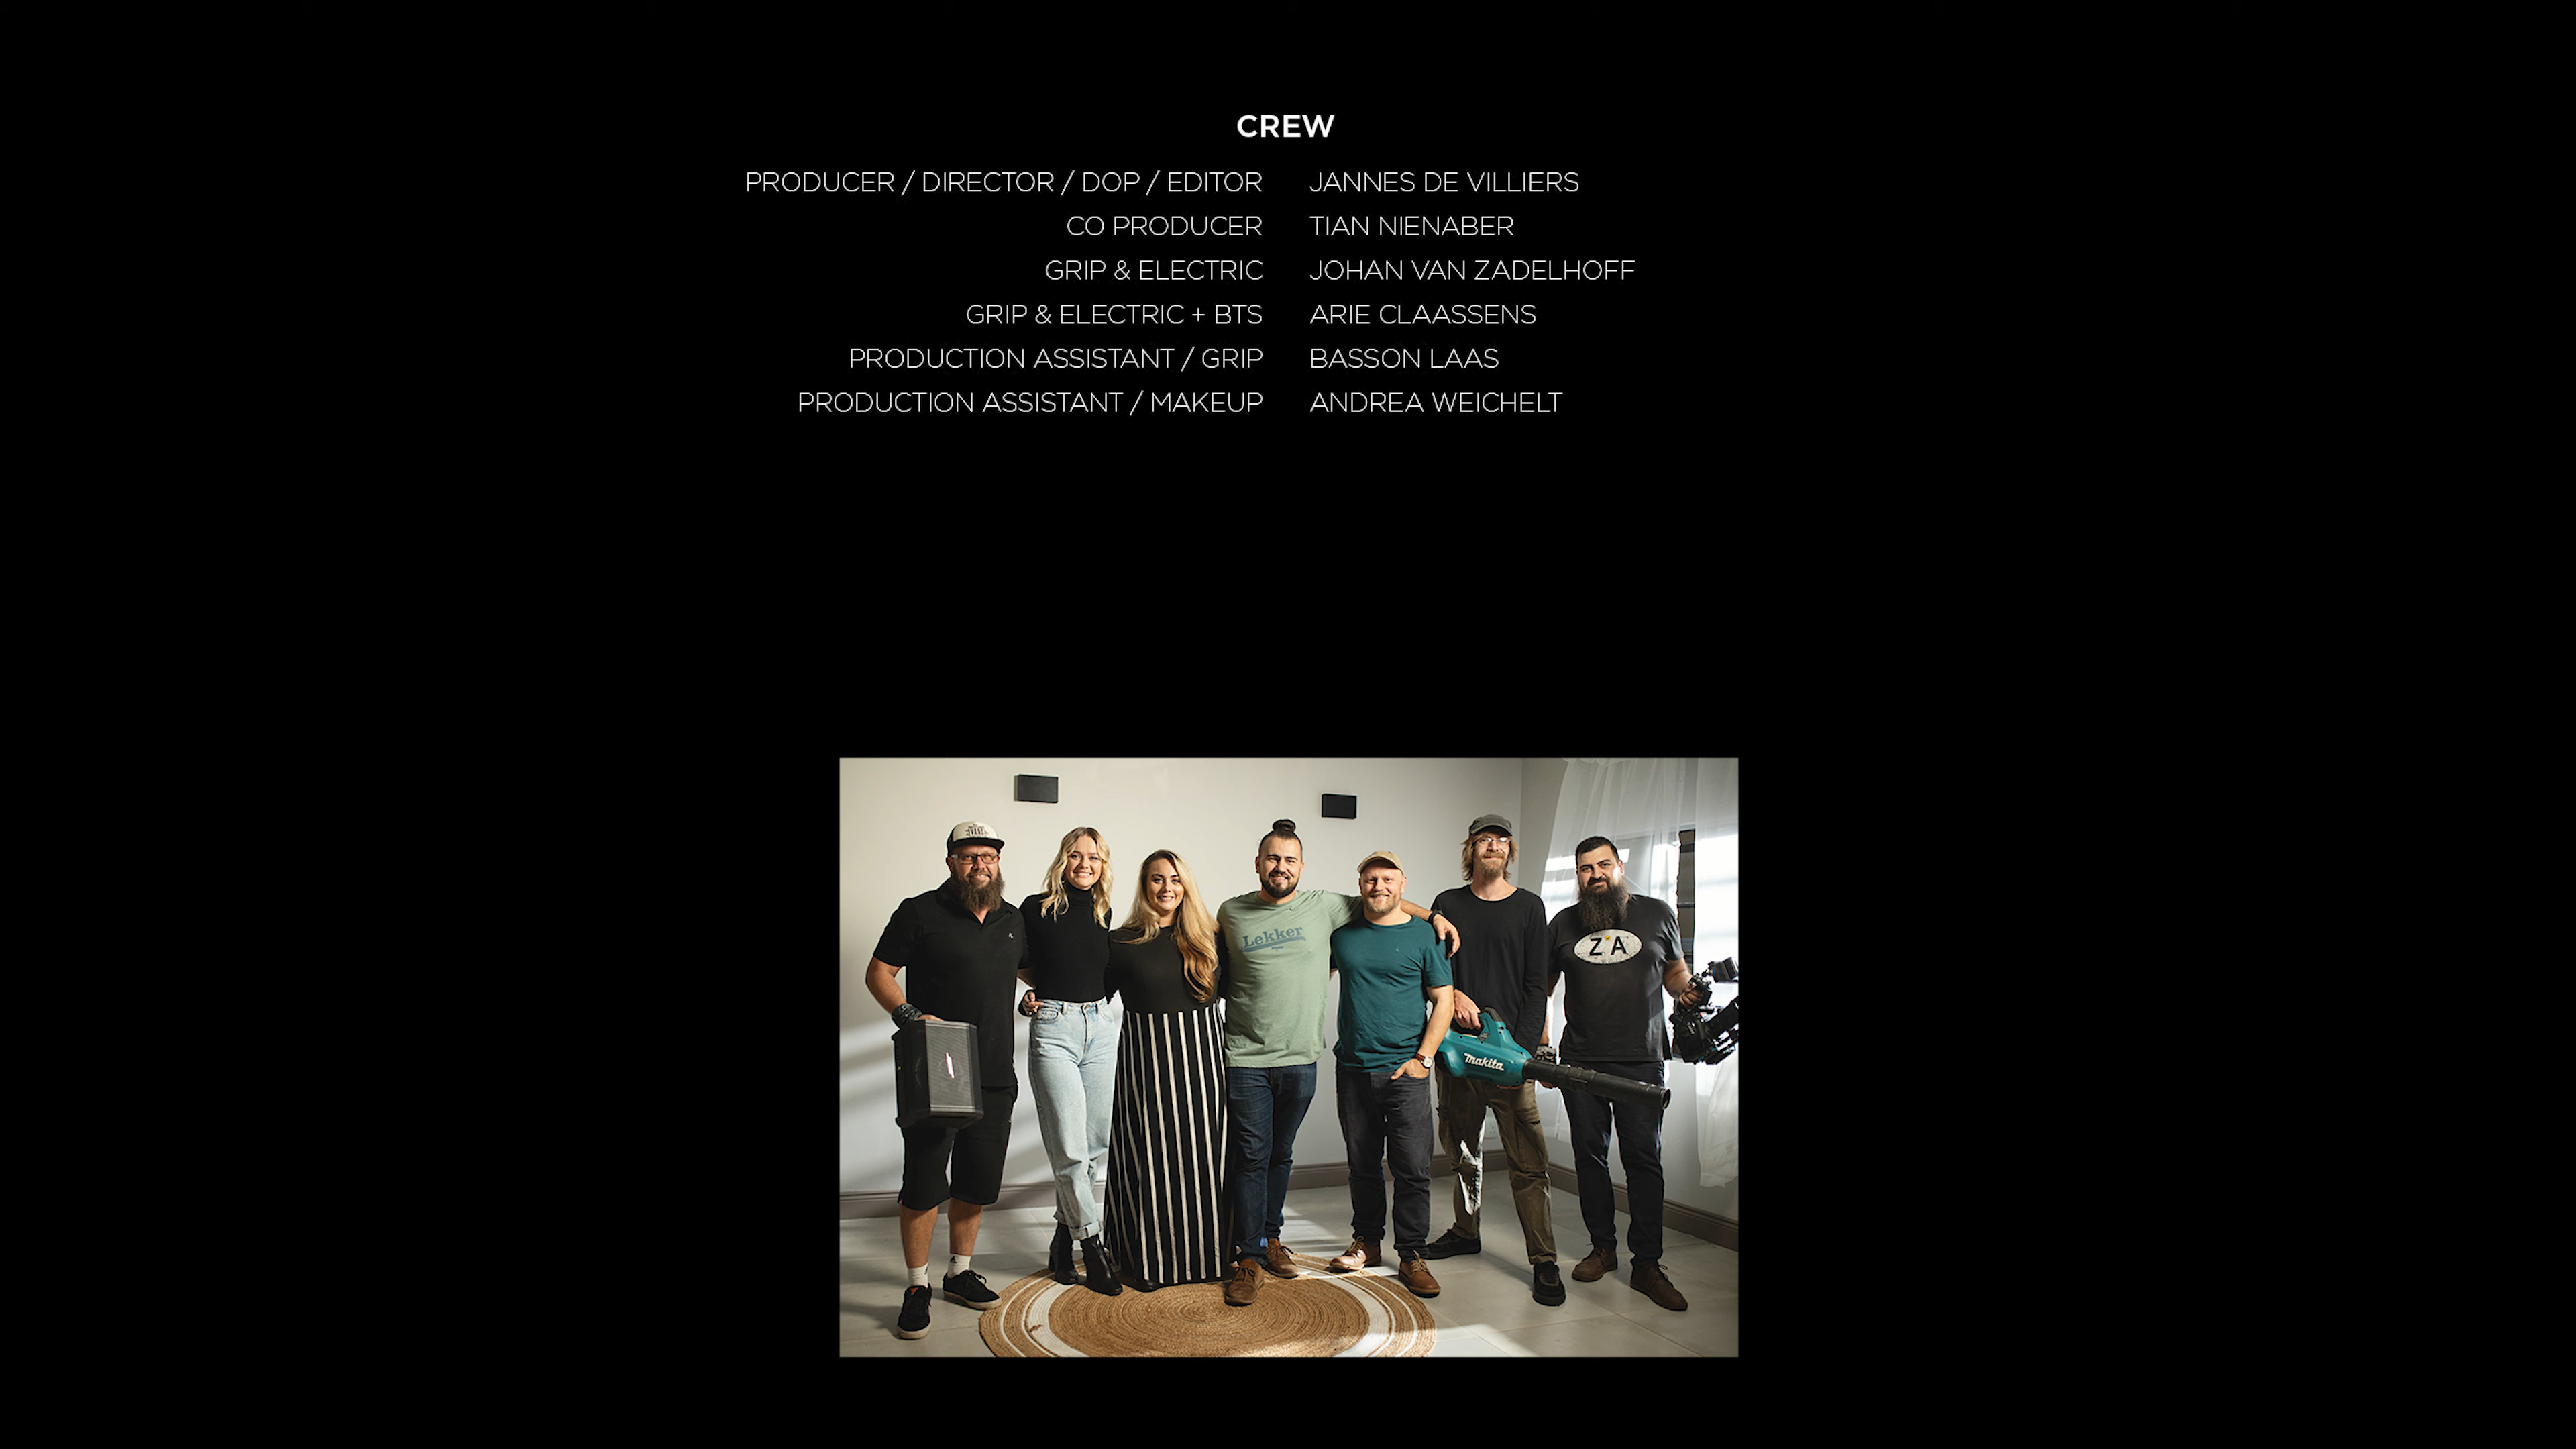 CREW
PRODUCER / DIRECTOR / DOP / EDITOR JANNES DE VILLIERS
CO PRODUCER TIAN NIENABER
GRIP & ELECTRIC JOHAN VAN ZADELHOFF
GRIP & ELECTRIC + BTS ARIE CLAASSENS
PRODUCTION ASSISTANT / GRIP BASSON LAAS
PRODUCTION ASSISTANT / MAKEUP ANDREA WEICHELT
Lekker
ZA
makita